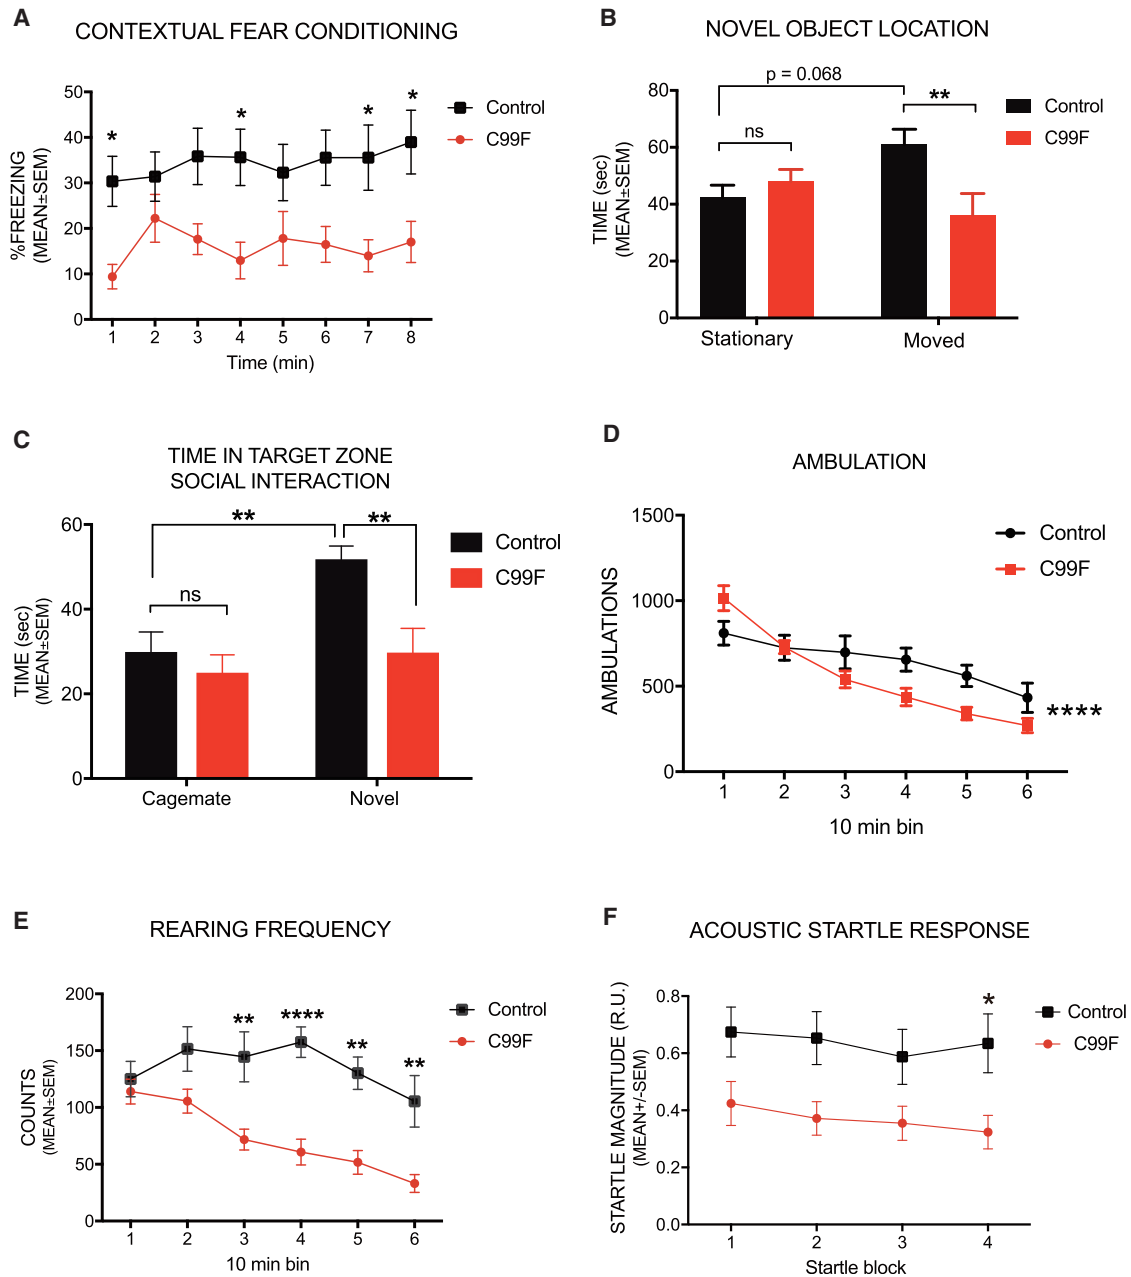 A
CONTEXTUAL FEAR CONDITIONING
%FREEZING
(MEAN±SEM)
50
40
30
20
10
0
*
*
*
*
Control
C99F
1 2 3 4 5 6 7 8
Time (min)
B
NOVEL OBJECT LOCATION
TIME (sec)
(MEAN±SEM)
80
60
40
20
0
p = 0.068
**
ns
Control
C99F
Stationary Moved
C
TIME IN TARGET ZONE
SOCIAL INTERACTION
TIME (sec)
(MEAN±SEM)
60
40
20
0
** **
ns
Control
C99F
Cagemate Novel
D
AMBULATION
AMBULATIONS
1500
1000
500
0
Control
C99F
****
1 2 3 4 5 6
10 min bin
E
REARING FREQUENCY
COUNTS
(MEAN±SEM)
200
150
100
50
0
**
****
**
**
Control
C99F
1 2 3 4 5 6
10 min bin
F
ACOUSTIC STARTLE RESPONSE
STARTLE MAGNITUDE (R.U.)
(MEAN+/-SEM)
0.8
0.6
0.4
0.2
0.0
*
Control
C99F
1 2 3 4
Startle block